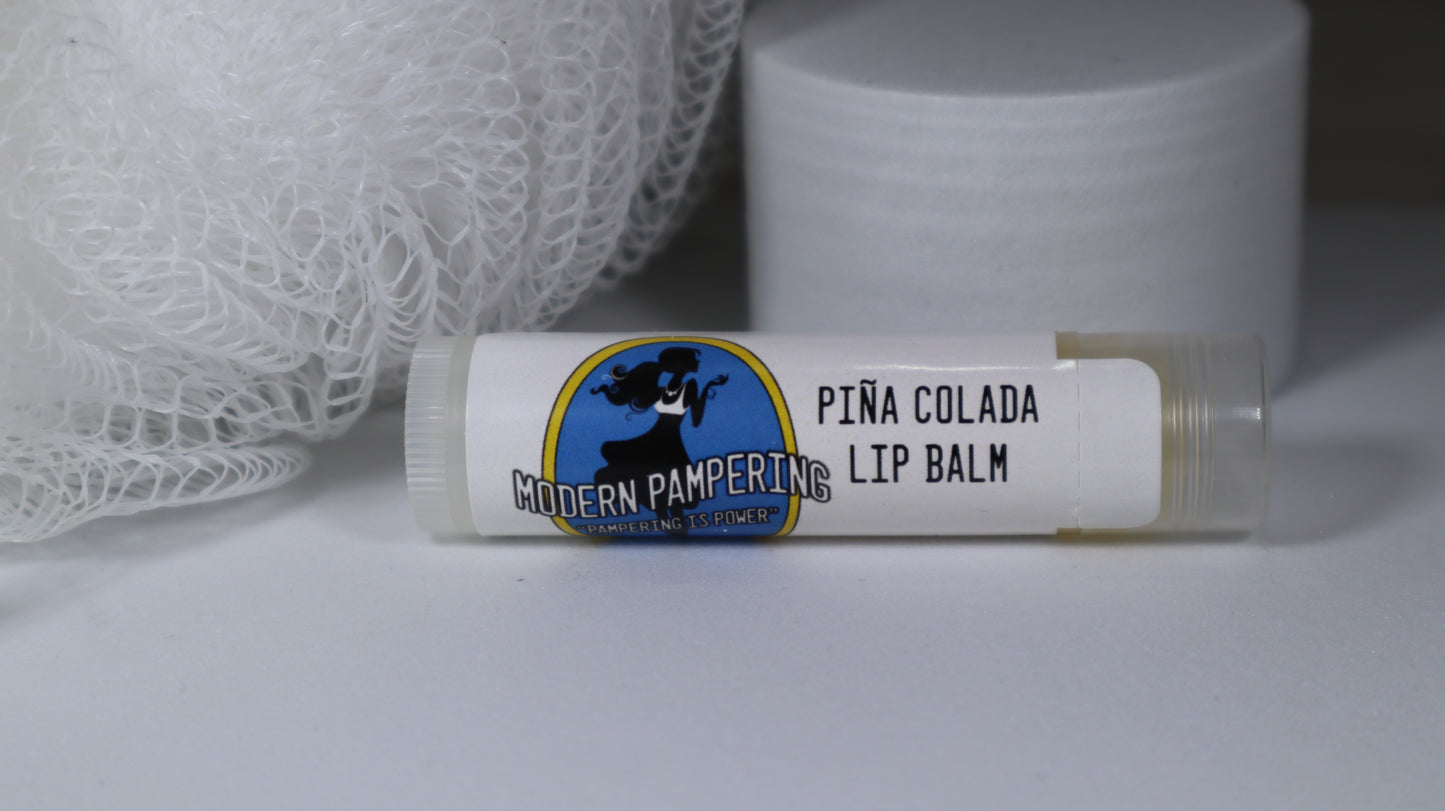 MODERN PAMPERING
"PAMPERING IS POWER"
PIÑA COLADA
LIP BALM